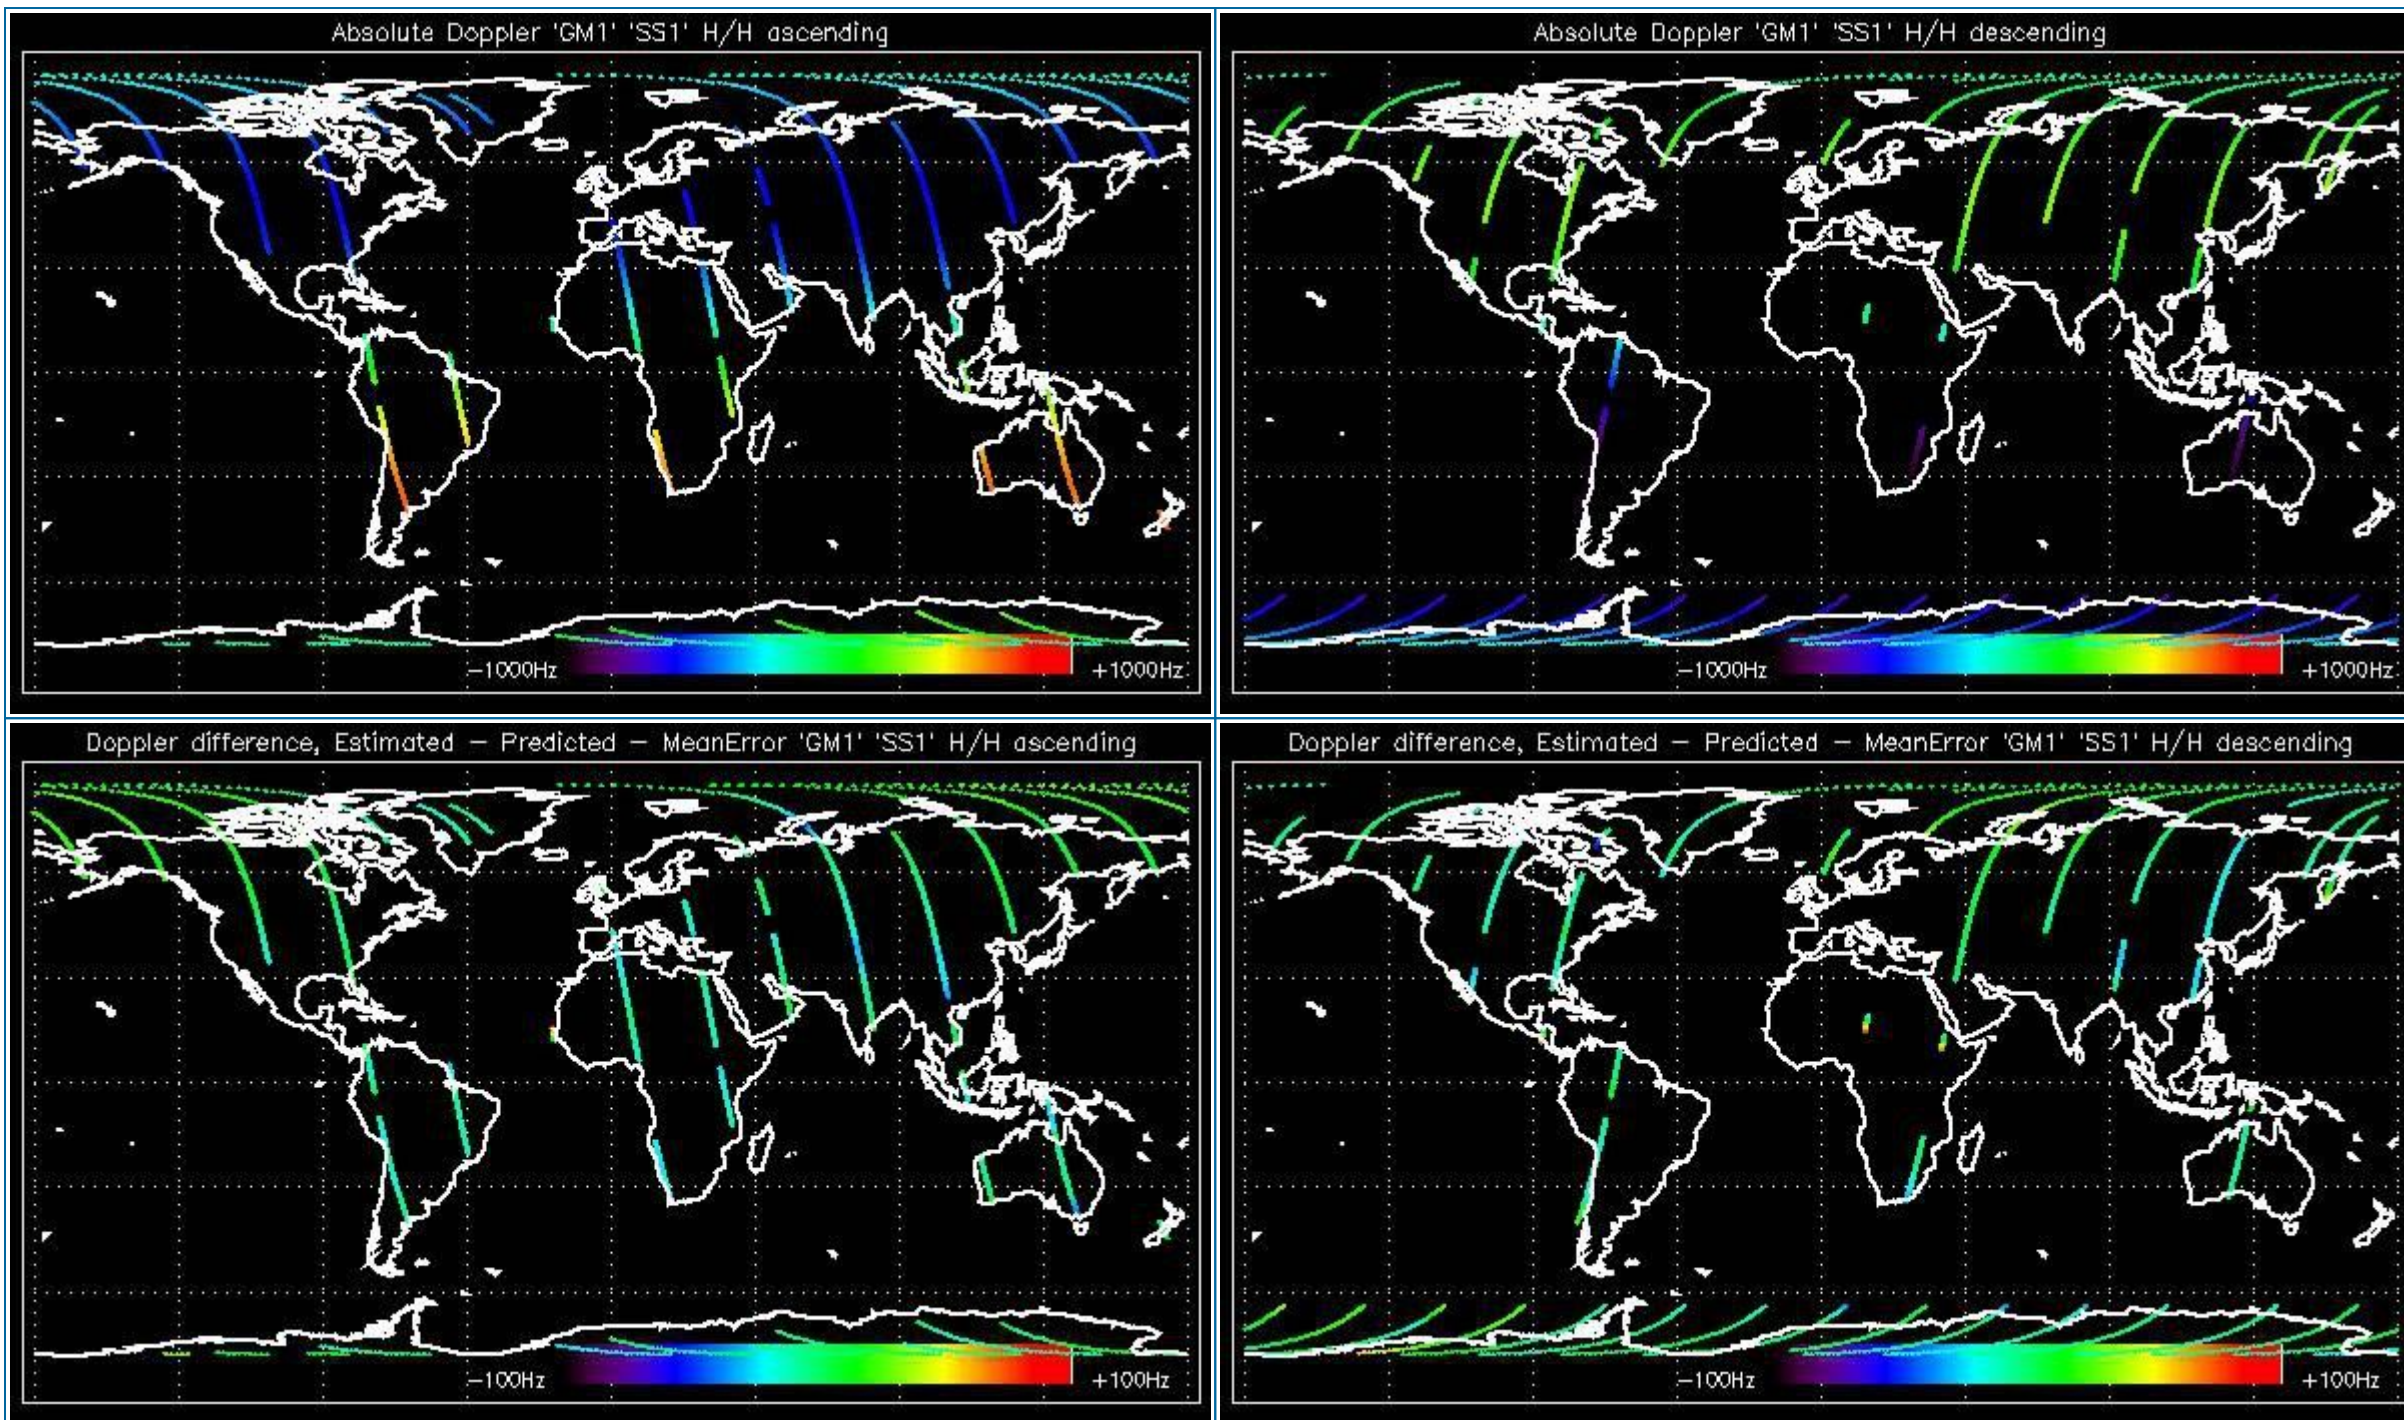 Absolute Doppler 'GM1' 'SS1' H/H ascending
-1000Hz
+1000Hz
Absolute Doppler 'GM1' 'SS1' H/H descending
-1000Hz
+1000Hz
Doppler difference, Estimated - Predicted - MeanError 'GM1' 'SS1' H/H ascending
-100Hz
+100Hz
Doppler difference, Estimated - Predicted - MeanError 'GM1' 'SS1' H/H descending
-100Hz
+100Hz